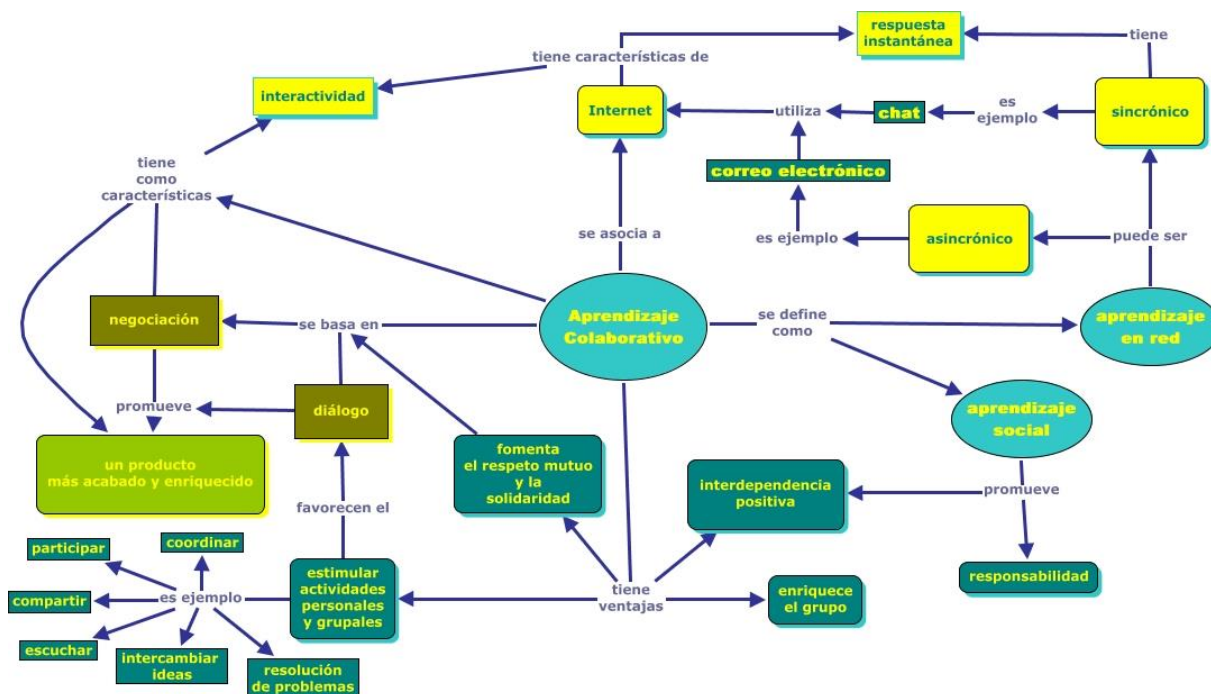 respuesta
instantánea
tiene
tiene características de
interactividad
Internet
utiliza
chat
es
ejemplo
sincrónico
tiene
como
características
correo electrónico
se asocia a
es ejemplo
asincrónico
puede ser
negociación
se basa en
Aprendizaje
Colaborativo
se define
como
aprendizaje
en red
promueve
diálogo
aprendizaje
social
un producto
más acabado y enriquecido
fomenta
el respeto mutuo
y la
solidaridad
interdependencia
positiva
promueve
favorecen el
participar
coordinar
compartir
es ejemplo
estimular
actividades
personales
y grupales
tiene
ventajas
enriquece
el grupo
responsabilidad
escuchar
intercambiar
ideas
resolución
de problemas